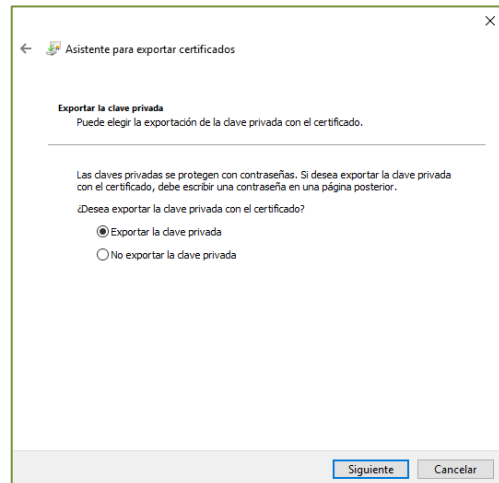 Asistente para exportar certificados
Exportar la clave privada
Puede elegir la exportación de la clave privada con el certificado.
Las claves privadas se protegen con contraseñas. Si desea exportar la clave privada
con el certificado, debe escribir una contraseña en una página posterior.
¿Desea exportar la clave privada con el certificado?
Exportar la clave privada
No exportar la clave privada
Siguiente
Cancelar